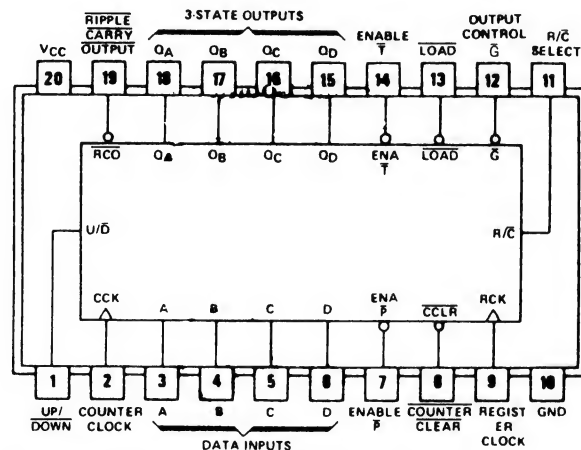 RIPPLE
CARRY
OUTPUT
3-STATE OUTPUTS
OUTPUT
CONTROL
VCC
QA
QB
QC
QD
ENABLE
T̅
LOAD
G̅
R/C̅
SELECT
20
19
18
17
16
15
14
13
12
11
RCO
QA
QB
QC
QD
ENA
T̅
LOAD
G̅
U/D̅
R/C̅
CCK
A
B
C
D
ENA
P̅
CCLR
RCK
1
2
3
4
5
6
7
8
9
10
UP/
DOWN
COUNTER
CLOCK
A
B
C
D
ENABLE
P̅
COUNTER
CLEAR
REGIST
ER
CLOCK
GND
DATA INPUTS